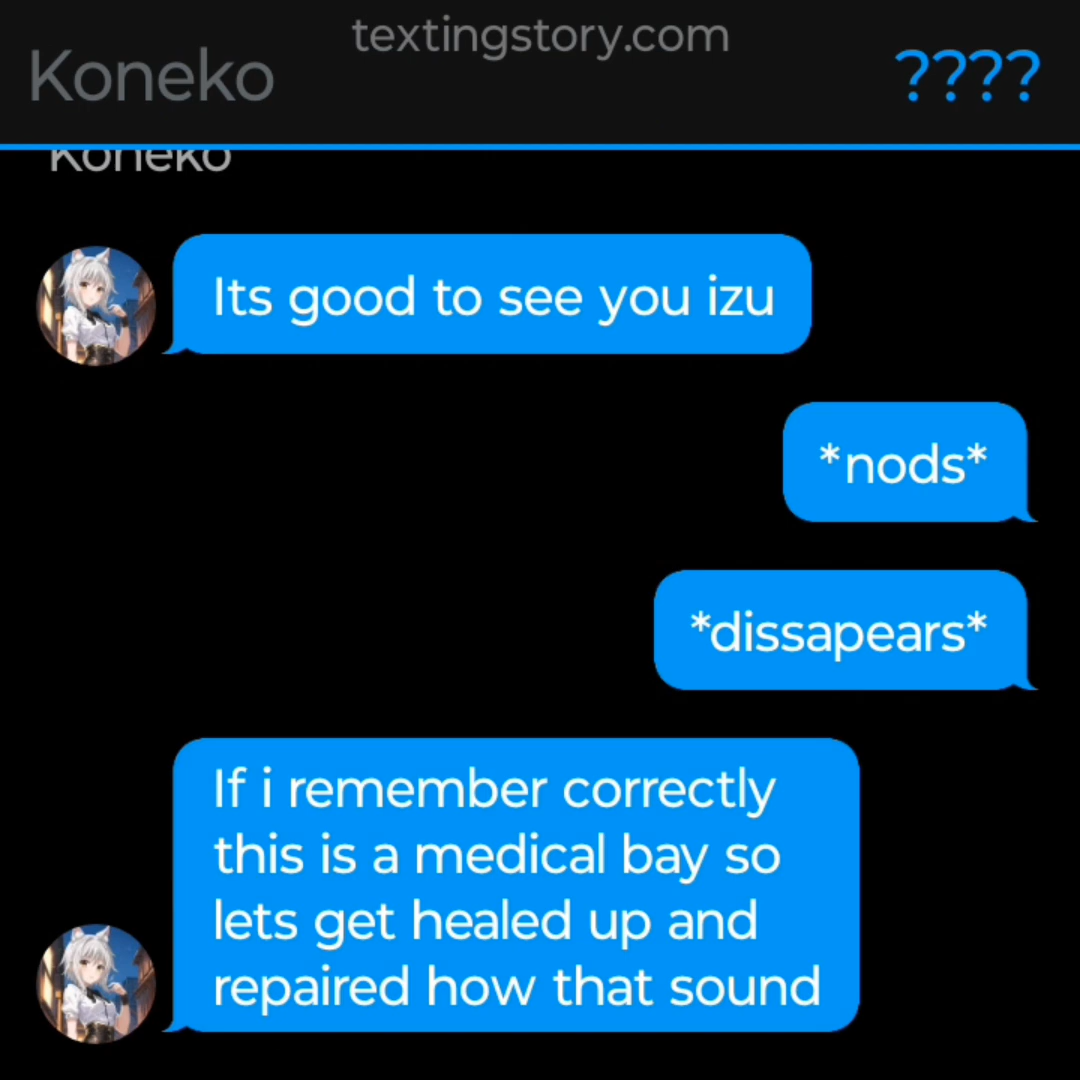 textingstory.com
Koneko
????
Koneko
Its good to see you izu
*nods*
*dissapears*
If i remember correctly
this is a medical bay so
lets get healed up and
repaired how that sound